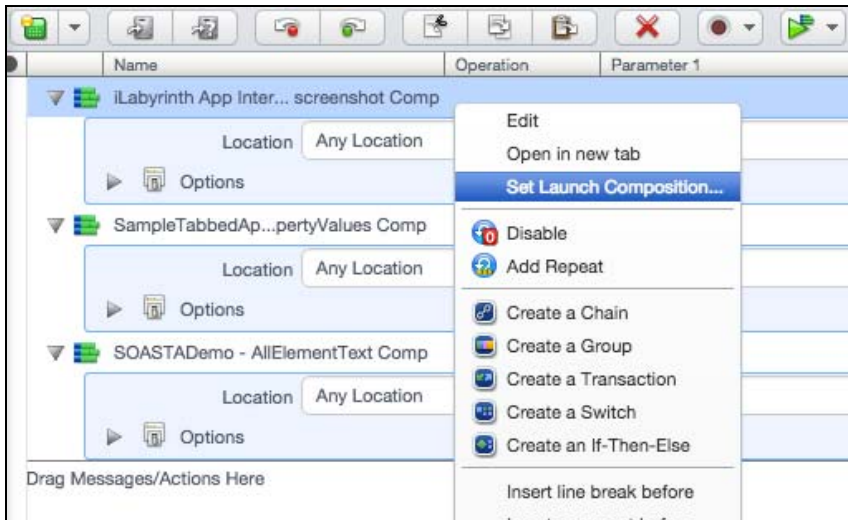 Name Operation Parameter 1
iLabyrinth App Inter... screenshot Comp
Location Any Location
Options
SampleTabbedAp...pertyValues Comp
Location Any Location
Options
SOASTADemo - AllElementText Comp
Location Any Location
Options
Drag Messages/Actions Here
Edit
Open in new tab
Set Launch Composition...
Disable
Add Repeat
Create a Chain
Create a Group
Create a Transaction
Create a Switch
Create an If-Then-Else
Insert line break before